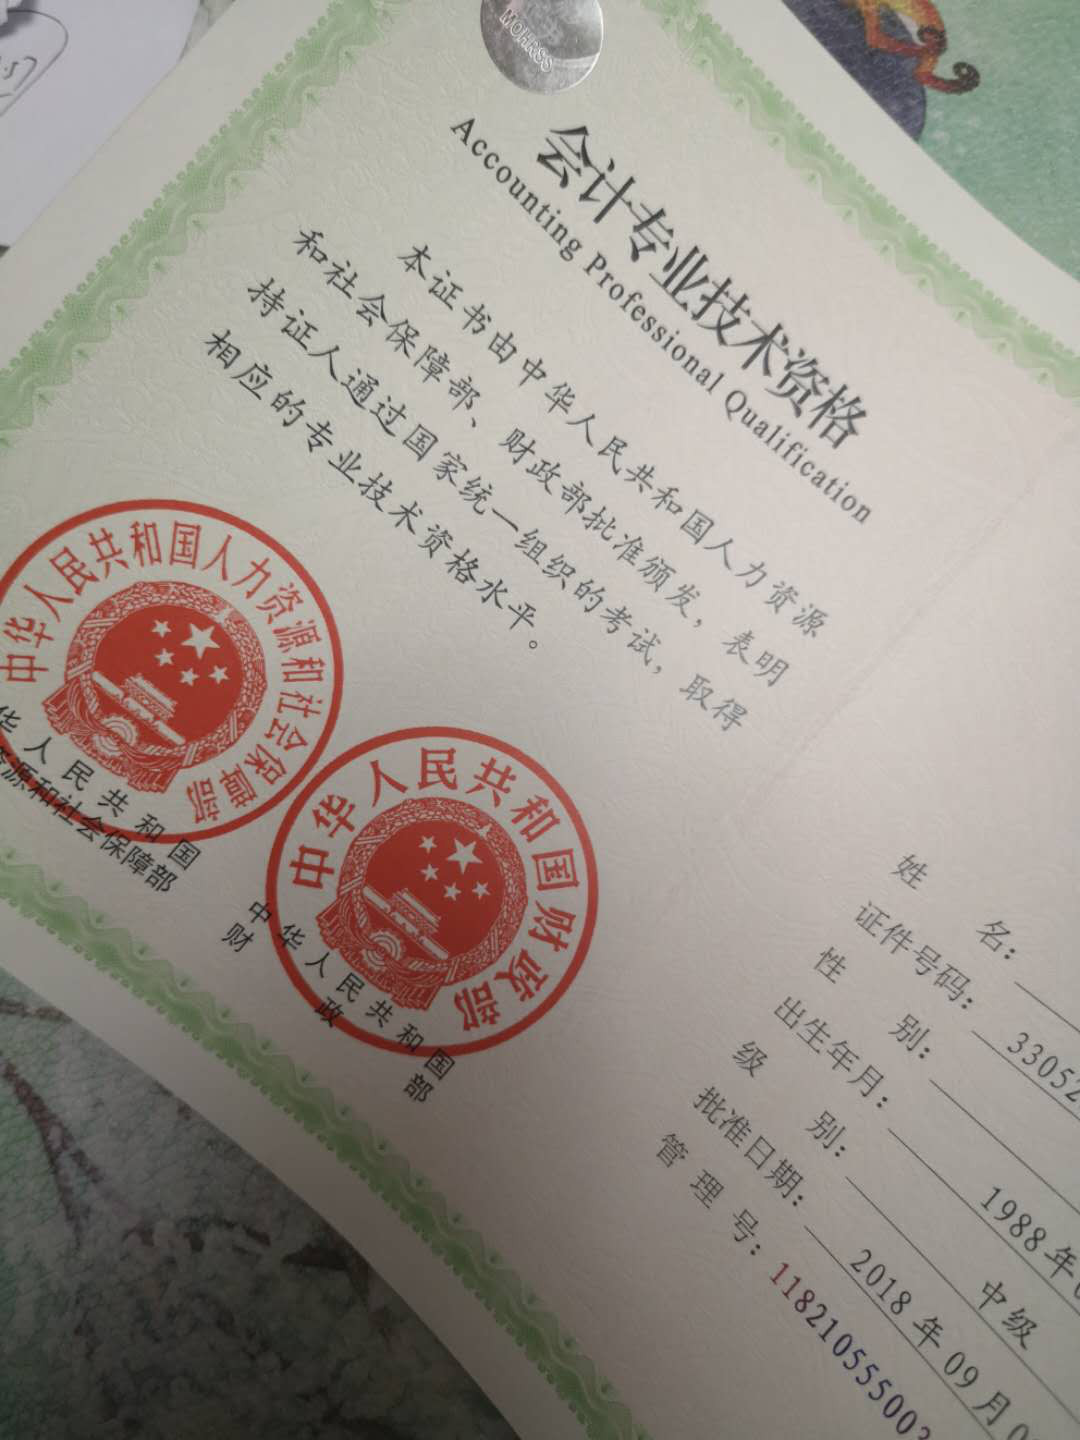 MOHRSS
会计专业技术资格
Accounting Professional Qualification
本证书由中华人民共和国人力资源
和社会保障部、财政部批准颁发，表明
持证人通过国家统一组织的考试，取得
相应的专业技术资格水平。
中华人民共和国人力资源和社会保障部
华人民共和国
资源和社会保障部
中华人民共和国财政部
中华人民共和国
财政部
姓名：
证件号码：33052
性别：
出生年月：1988年0
级别：中级
批准日期：2018年09月0
管理号：11821055500